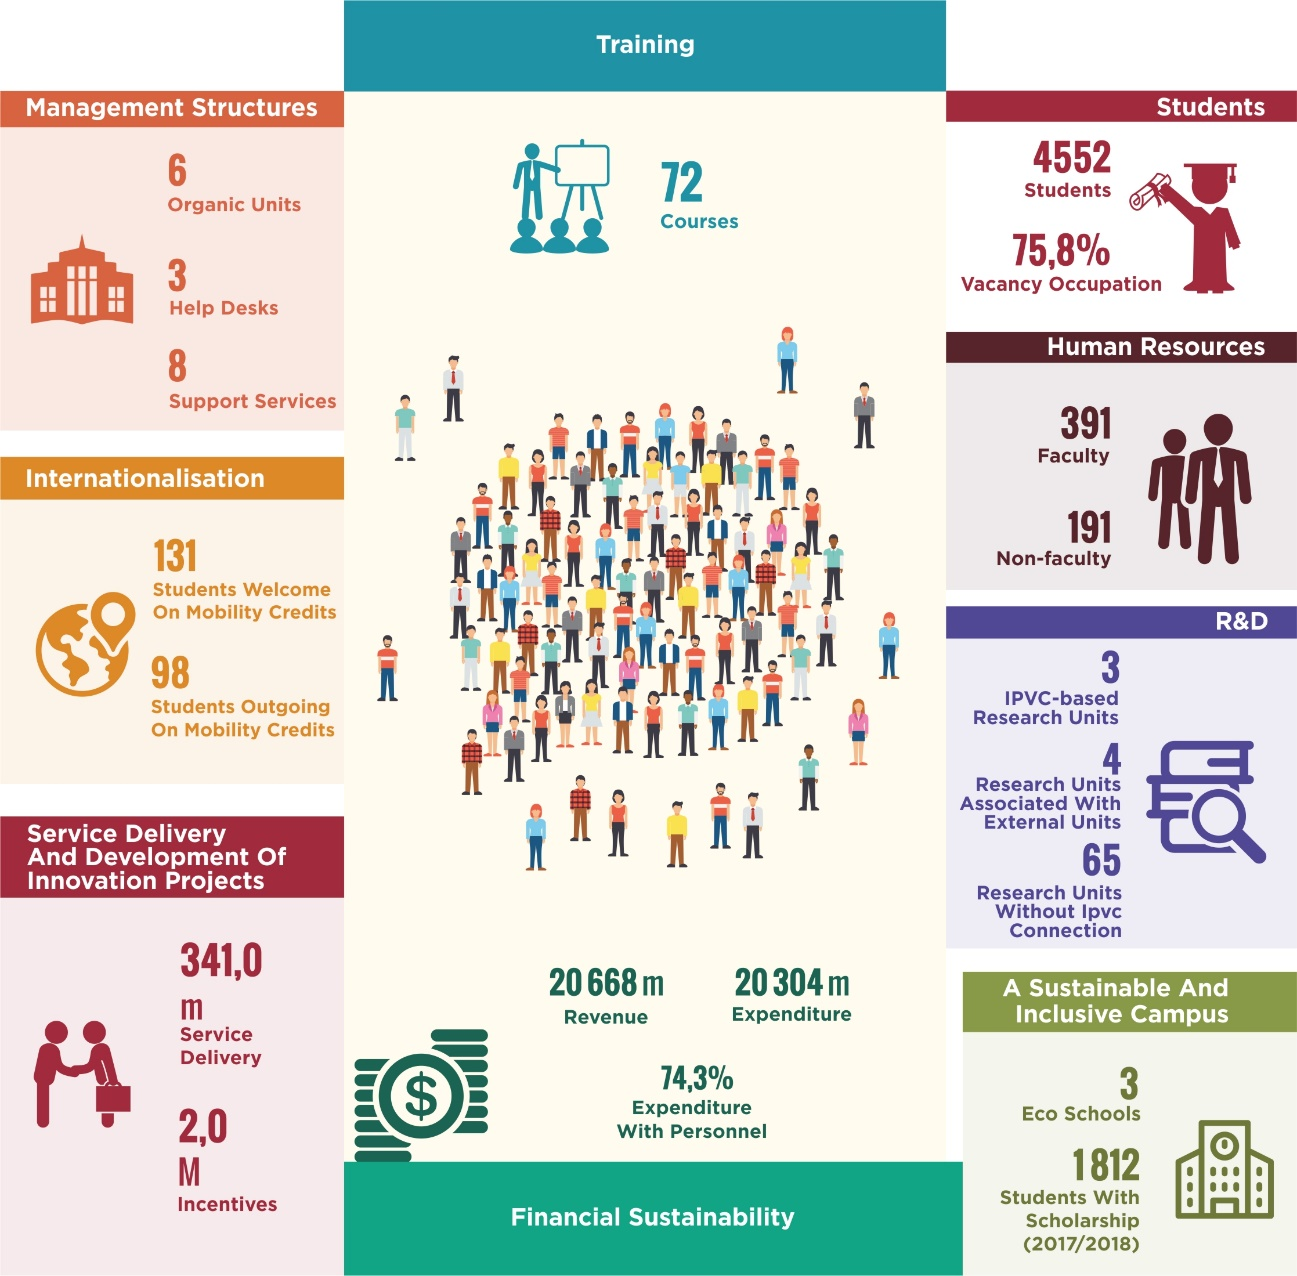 Training
Management Structures
6
Organic Units
3
Help Desks
8
Support Services
Internationalisation
131
Students Welcome
On Mobility Credits
98
Students Outgoing
On Mobility Credits
Service Delivery
And Development Of
Innovation Projects
341,0
m
Service
Delivery
2,0
M
Incentives
72
Courses
20 668 m
Revenue
20 304 m
Expenditure
$
74,3%
Expenditure
With Personnel
Financial Sustainability
Students
4552
Students
75,8%
Vacancy Occupation
Human Resources
391
Faculty
191
Non-faculty
R&D
3
IPVC-based
Research Units
4
Research Units
Associated With
External Units
65
Research Units
Without Ipvc
Connection
A Sustainable And
Inclusive Campus
3
Eco Schools
1 812
Students With
Scholarship
(2017/2018)